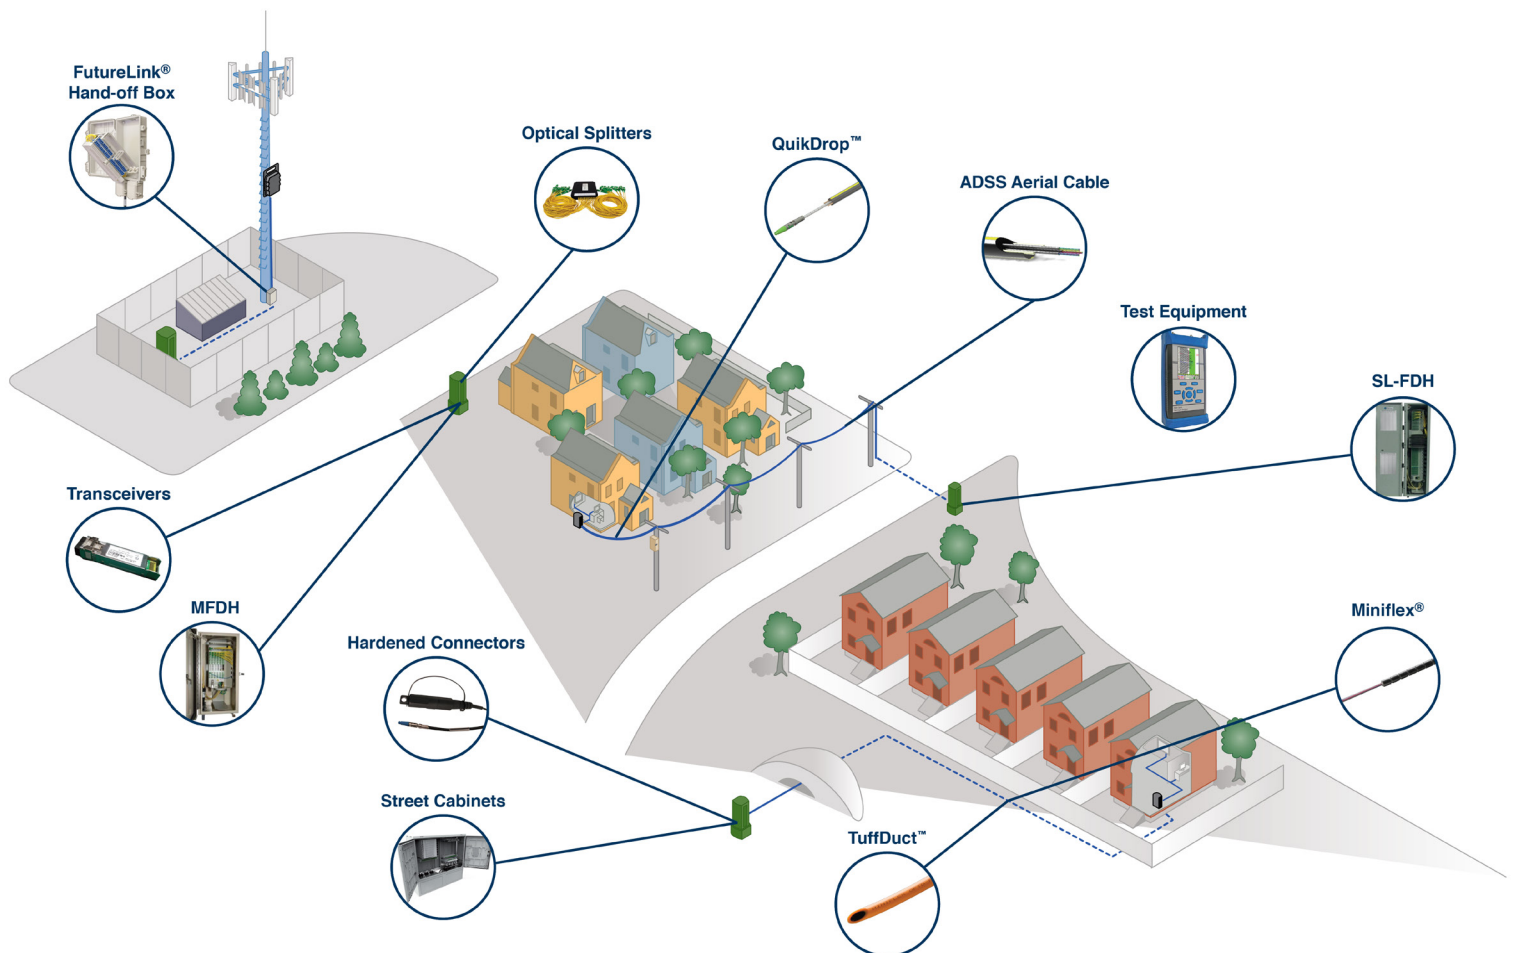 FutureLink®
Hand-off Box
Optical Splitters
QuikDrop™
ADSS Aerial Cable
Test Equipment
SL-FDH
Transceivers
MFDH
Hardened Connectors
Miniflex®
Street Cabinets
TuffDuct™